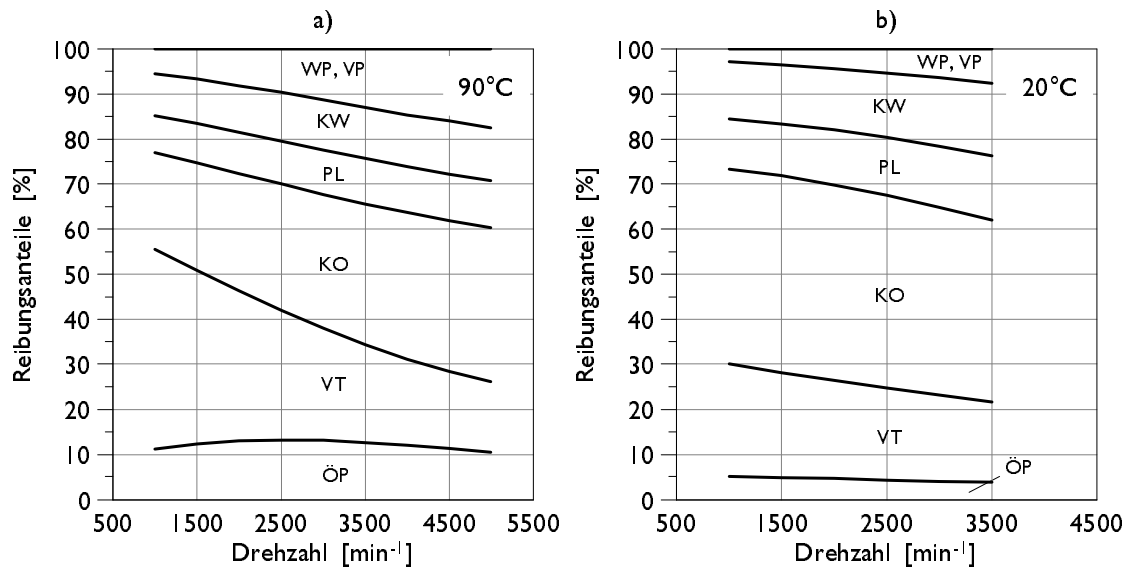 a)
100
90
80
70
60
50
40
30
20
10
0
Reibungsanteile [%]
WP, VP
90°C
KW
PL
KO
VT
ÖP
500 1500 2500 3500 4500 5500
Drehzahl [min-1]
b)
100
90
80
70
60
50
40
30
20
10
0
Reibungsanteile [%]
WP, VP
20°C
KW
PL
KO
VT
ÖP
500 1500 2500 3500 4500
Drehzahl [min-1]